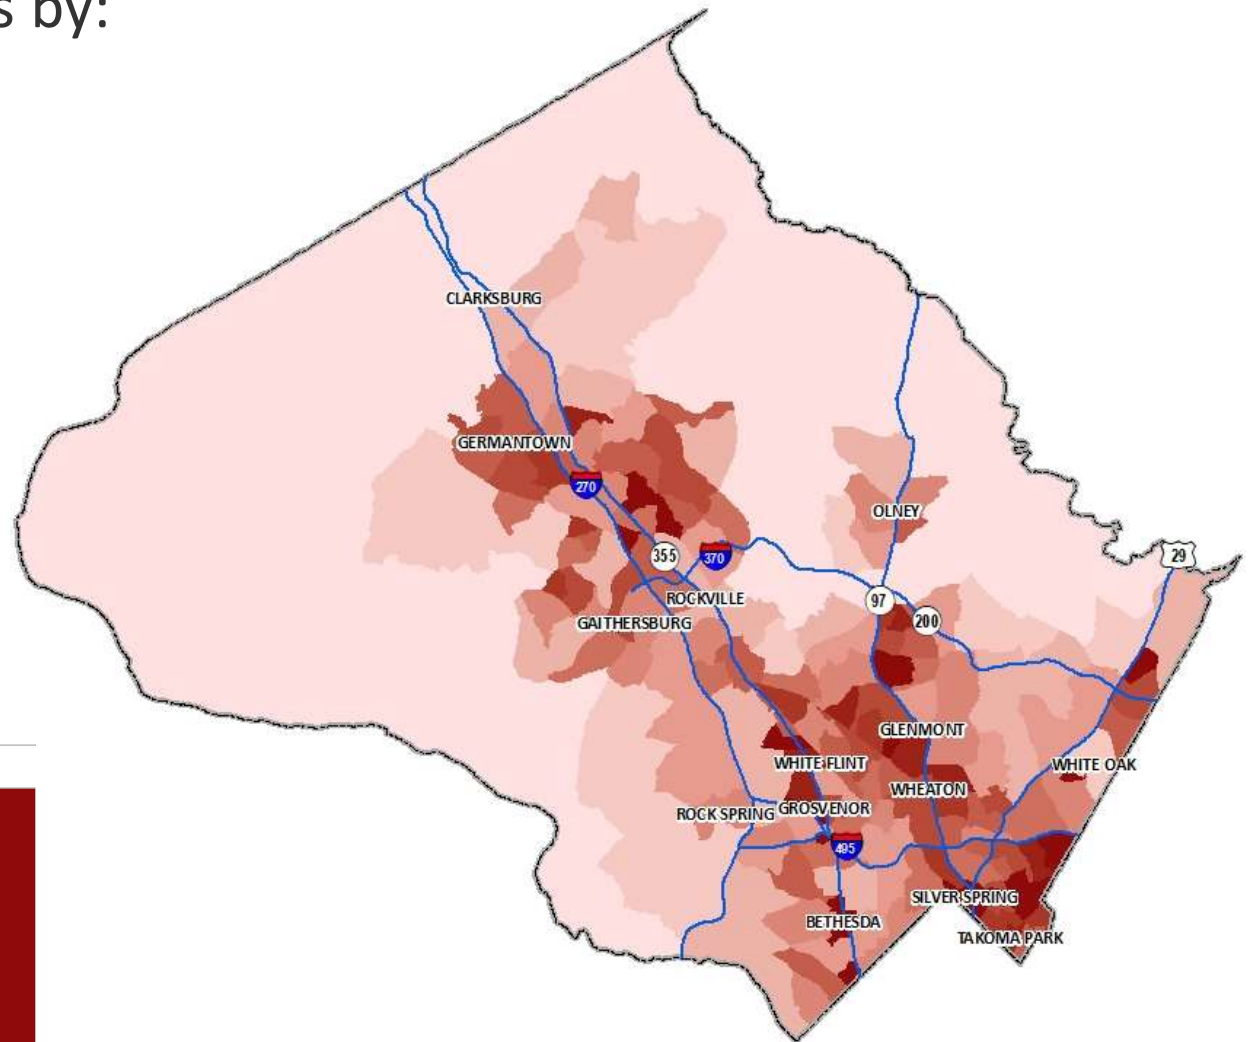 s by:
CLARKSBURG
GERMANTOWN
270
OLNEY
355
370
29
ROCKVILLE
97
200
GAITHERSBURG
GLENMONT
WHITE FLINT
WHITE OAK
WHEATON
ROCK SPRING
GROSVENOR
495
SILVER SPRING
BETHESDA
TAKOMA PARK